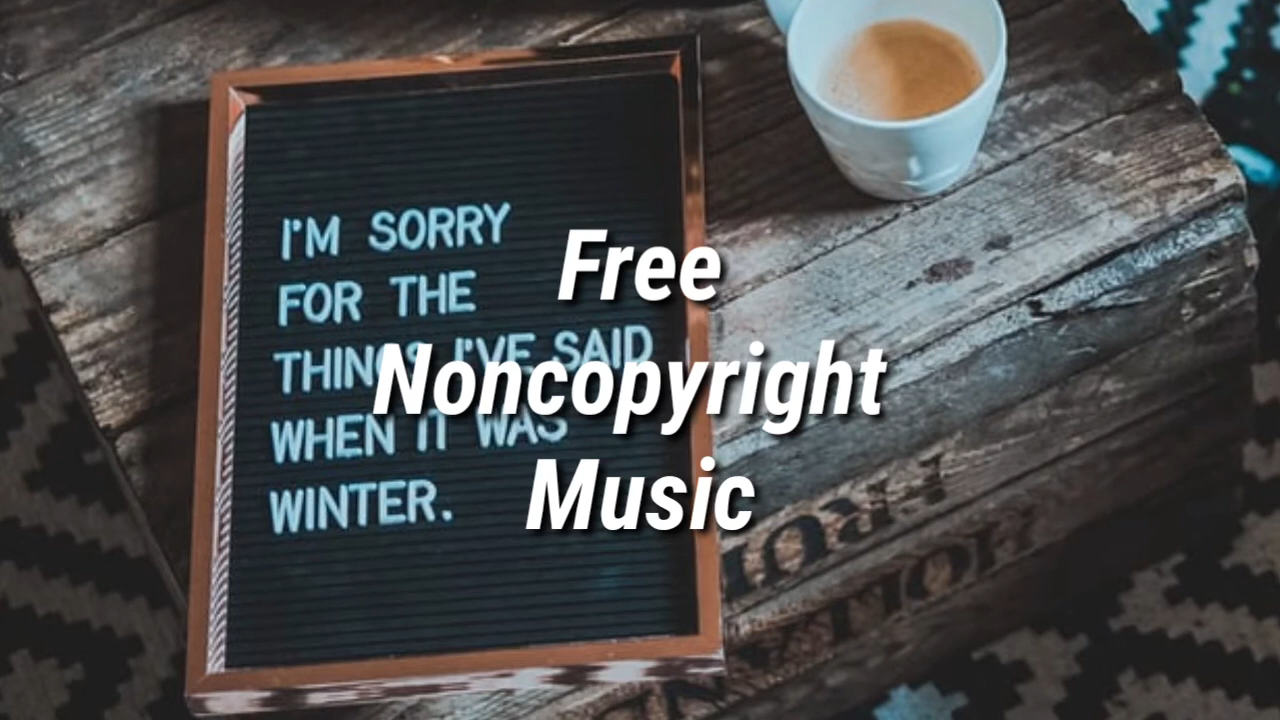 I'M SORRY
FOR THE
THINGS I'VE SAID
WHEN IT WAS
WINTER.
Free
Noncopyright
Music